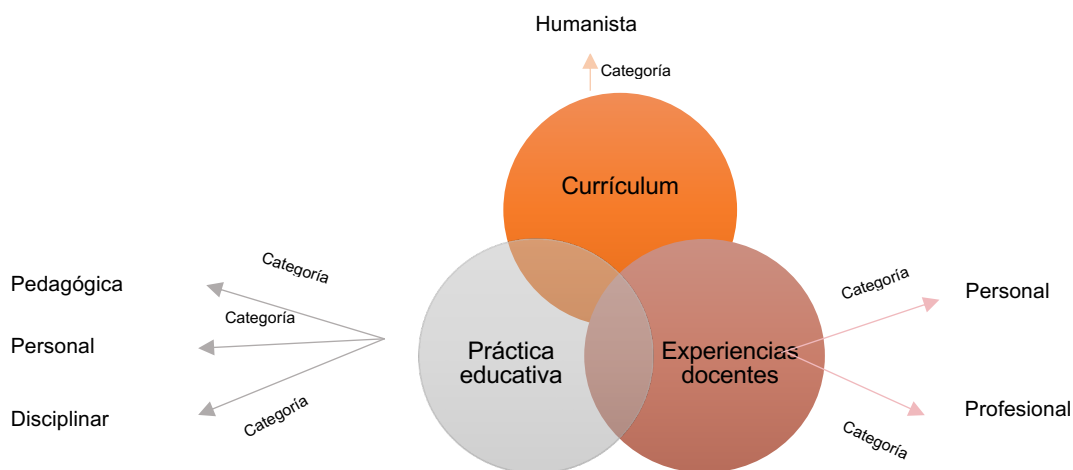 Humanista
Categoría
Currículum
Categoría
Pedagógica
Categoría
Personal
Disciplinar
Categoría
Práctica
educativa
Experiencias
docentes
Categoría
Personal
Profesional
Categoría